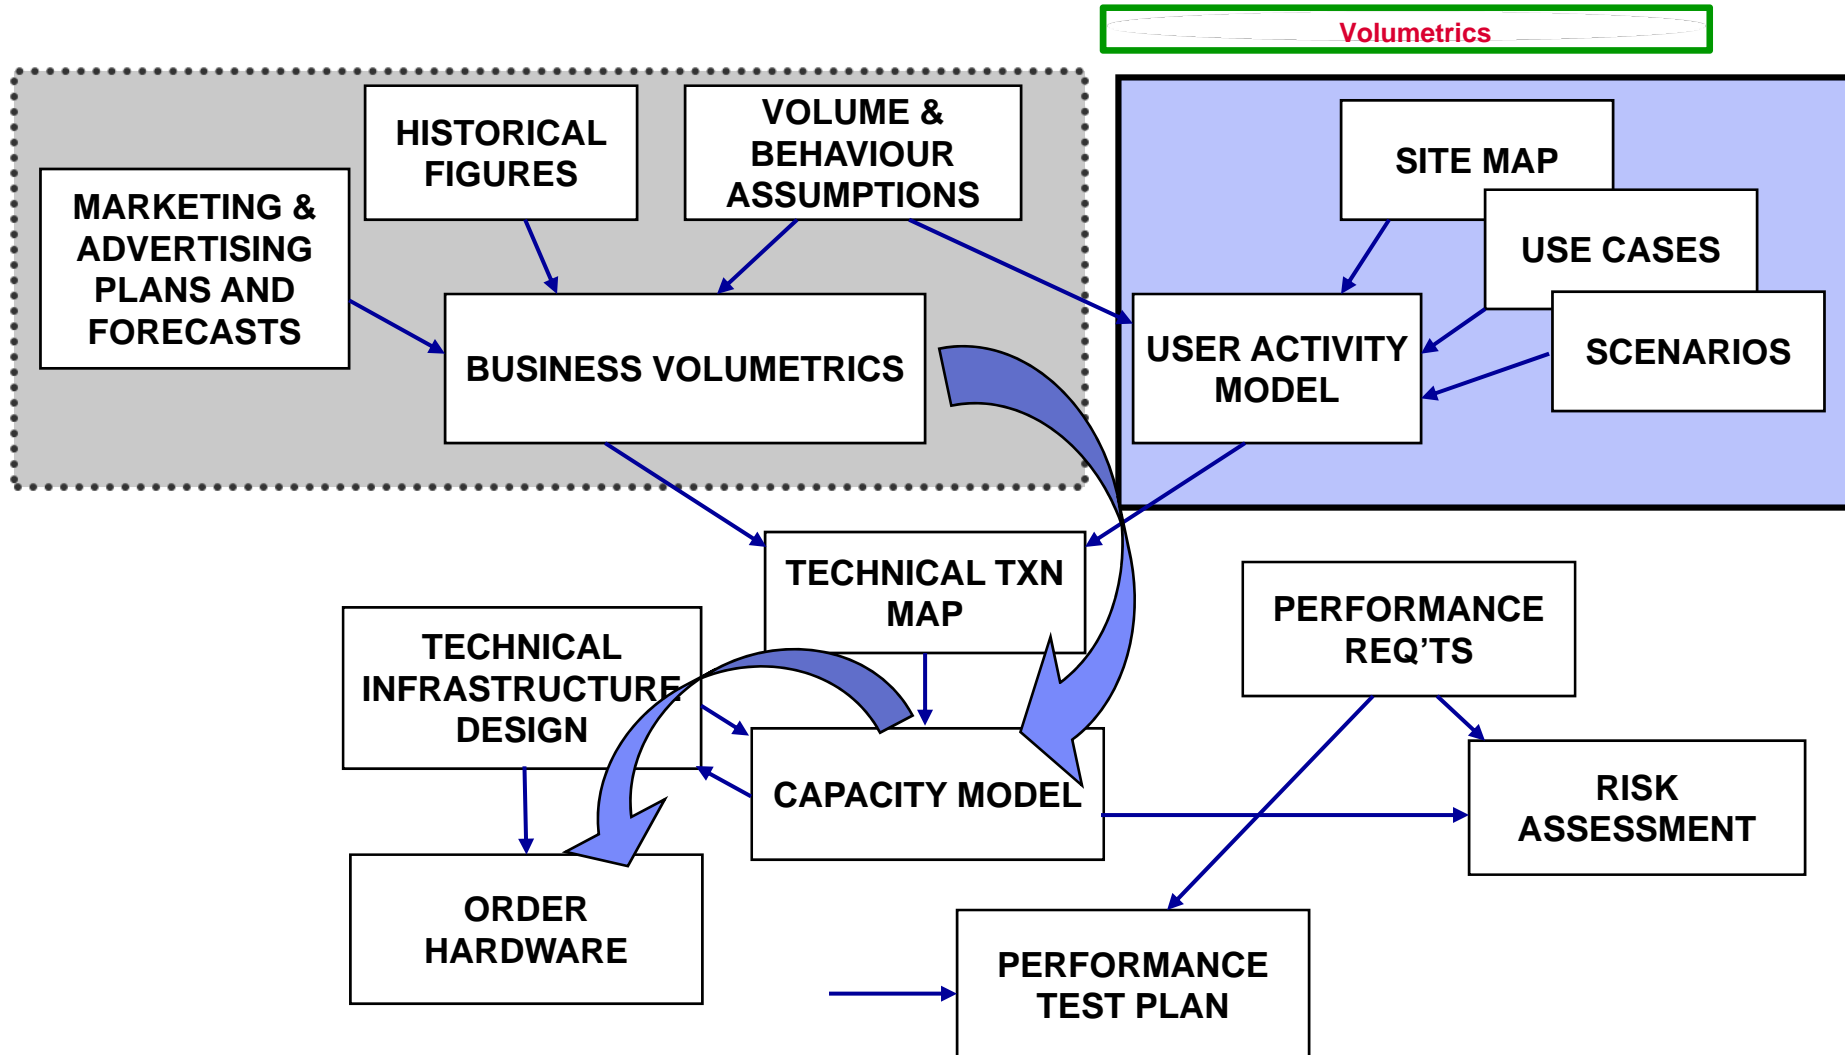 Volumetrics
HISTORICAL
FIGURES
VOLUME &
BEHAVIOUR
ASSUMPTIONS
MARKETING &
ADVERTISING
PLANS AND
FORECASTS
SITE MAP
USE CASES
SCENARIOS
BUSINESS VOLUMETRICS
USER ACTIVITY
MODEL
TECHNICAL TXN
MAP
PERFORMANCE
REQ’TS
TECHNICAL
INFRASTRUCTURE
DESIGN
CAPACITY MODEL
RISK
ASSESSMENT
ORDER
HARDWARE
PERFORMANCE
TEST PLAN